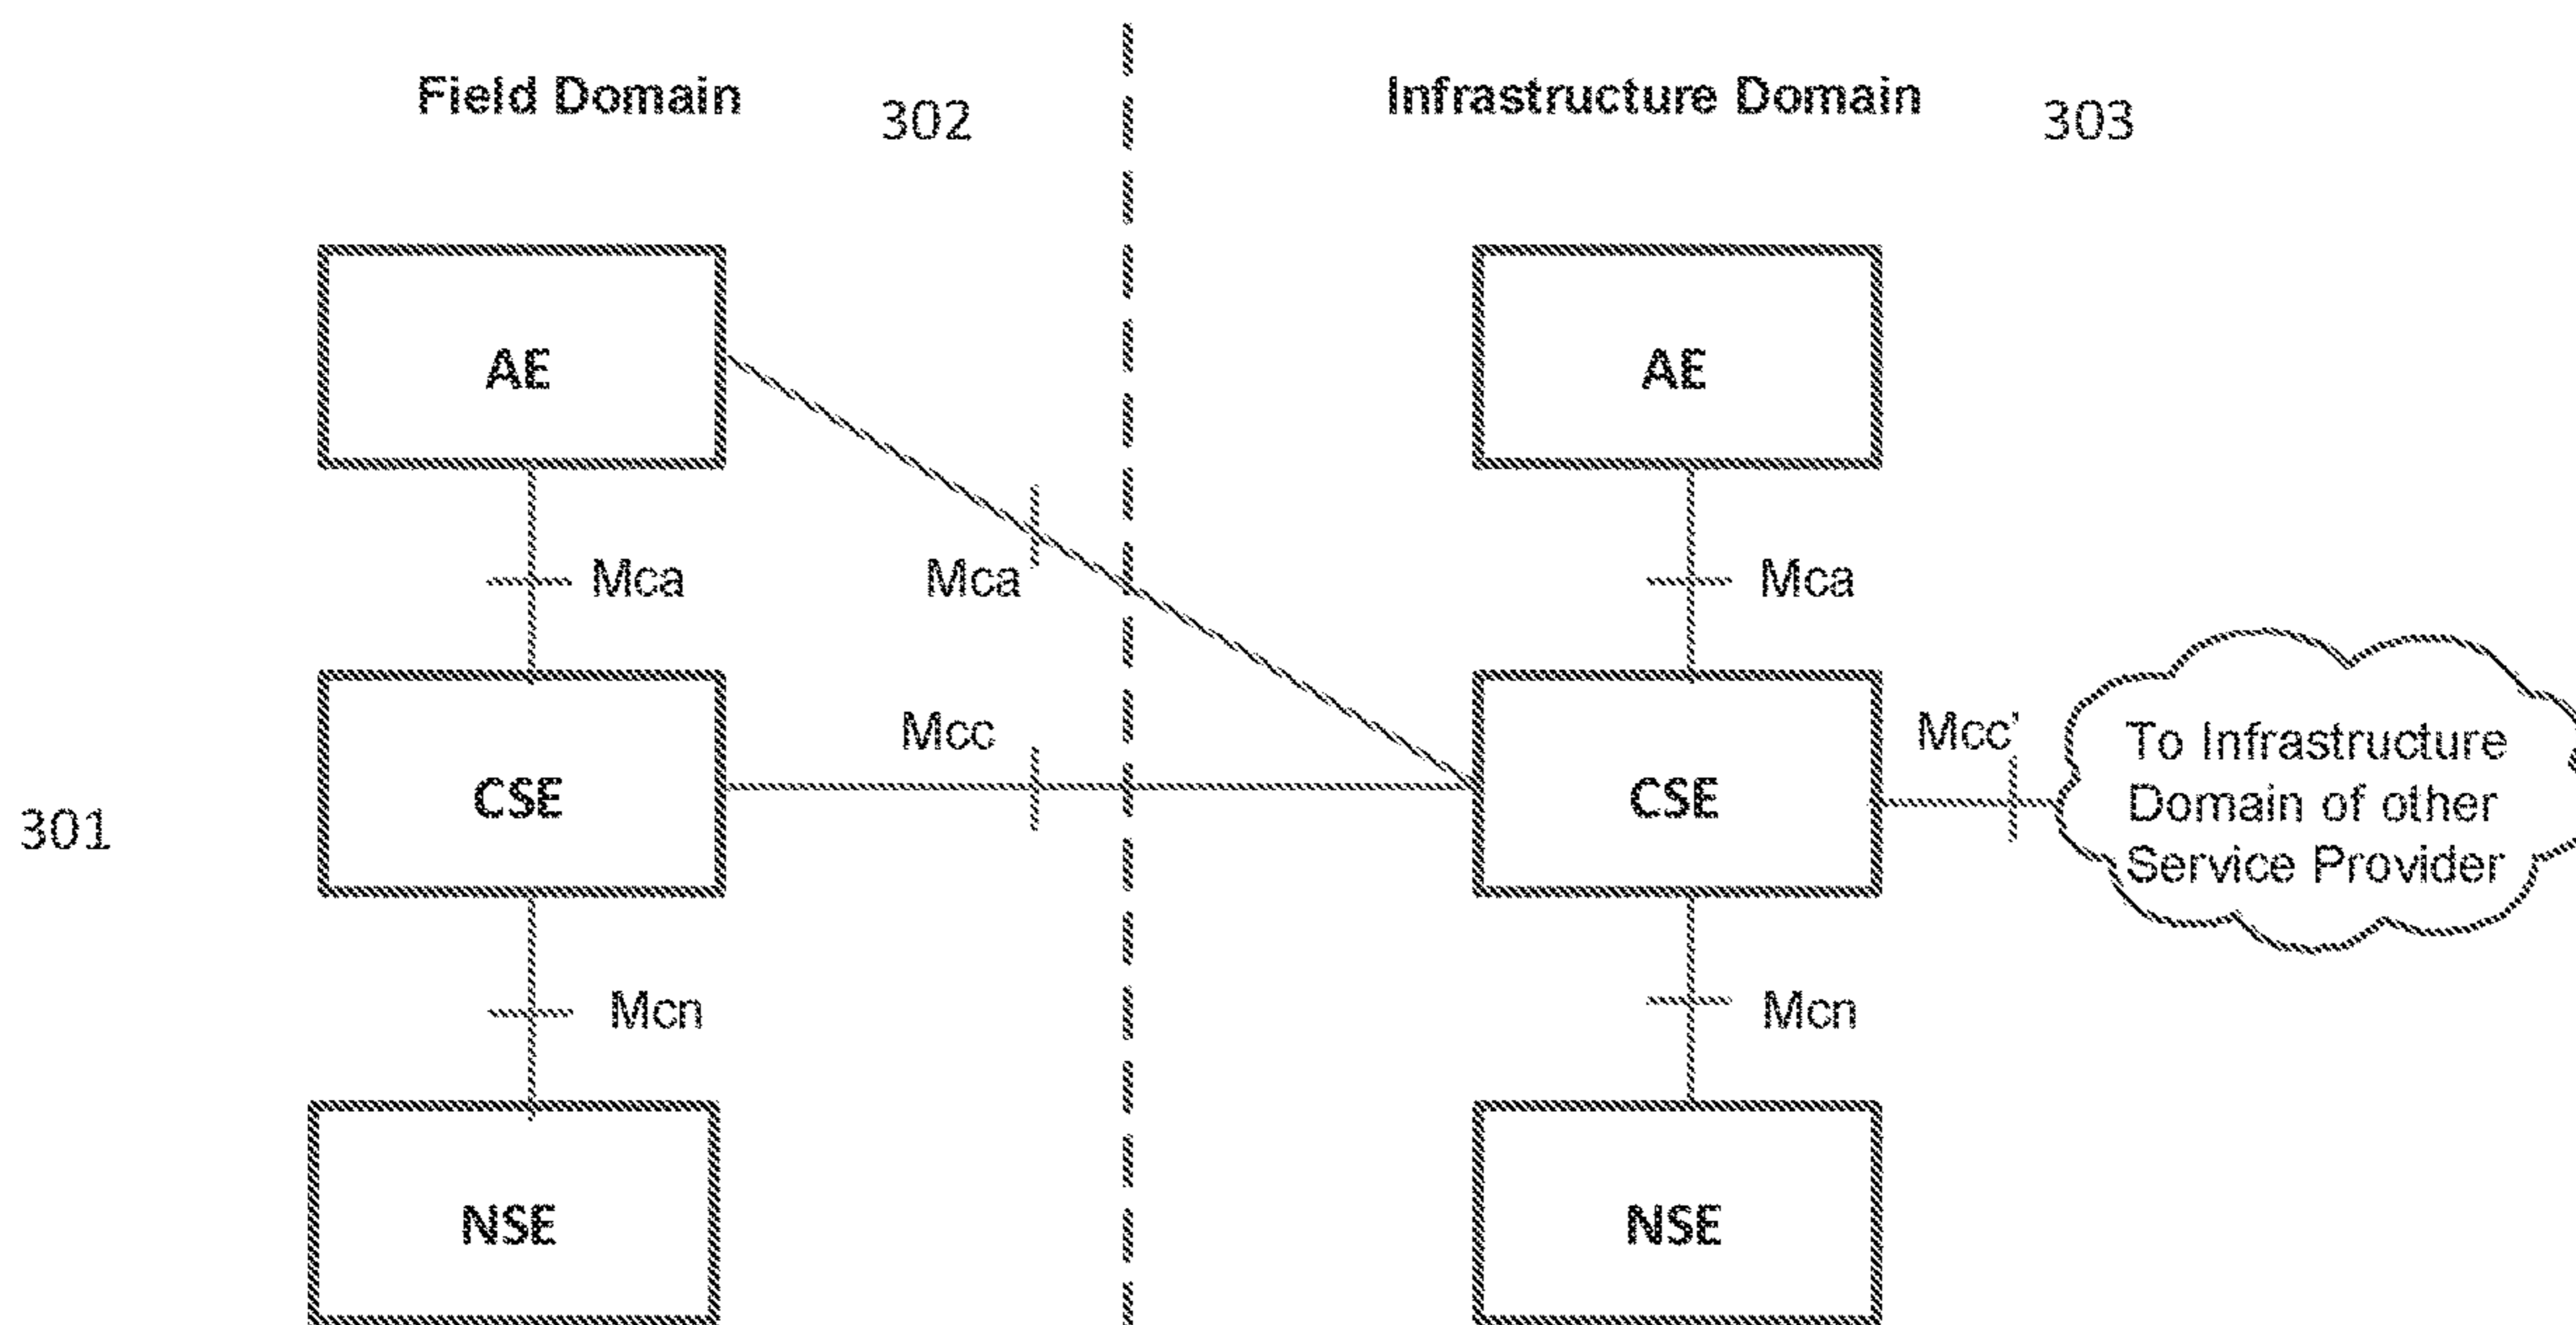 Field Domain
302
Infrastructure Domain
303
AE
AE
Mca
Mca
Mca
Mcc
Mcc'
To Infrastructure
Domain of other
Service Provider
301
CSE
CSE
Mcn
Mcn
NSE
NSE